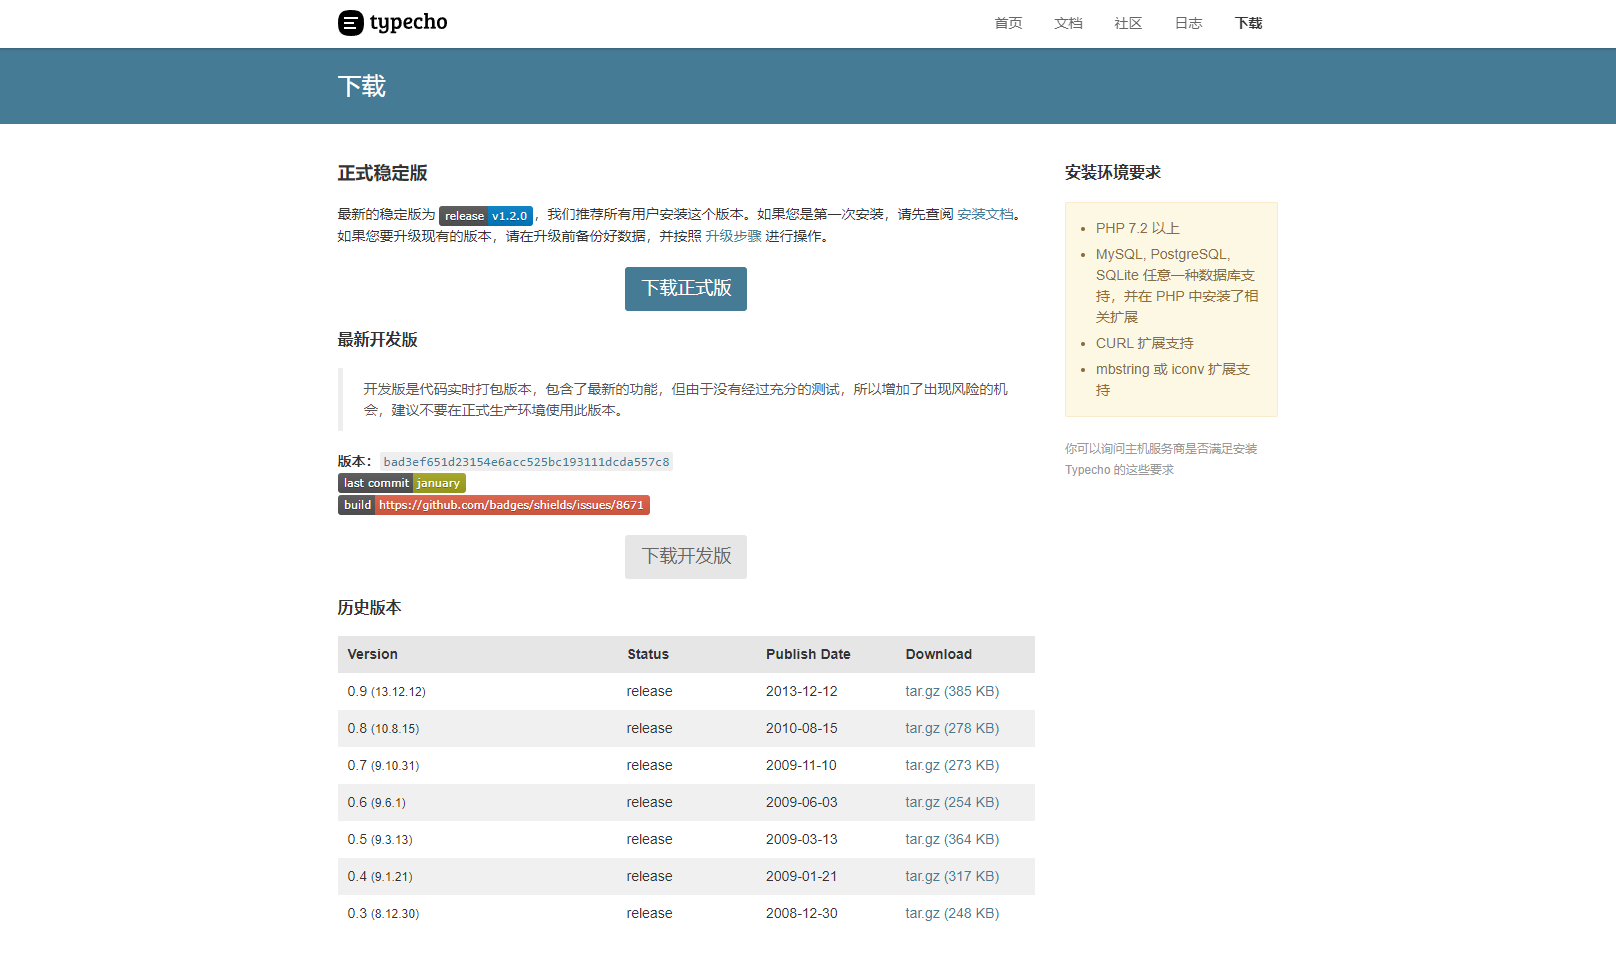 typecho
首页 文档 社区 日志 下载
下载
正式稳定版
最新的稳定版为 release v1.2.0，我们推荐所有用户安装这个版本。如果您是第一次安装，请先查阅 安装文档。
如果您要升级现有的版本，请在升级前备份好数据，并按照 升级步骤 进行操作。
下载正式版
最新开发版
开发版是代码实时打包版本，包含了最新的功能，但由于没有经过充分的测试，所以增加了出现风险的机
会，建议不要在正式生产环境使用此版本。
版本：bad3ef651d23154e6acc525bc193111dcda557c8
last commit january
build https://github.com/badges/shields/issues/8671
下载开发版
历史版本
Version Status Publish Date Download
0.9 (13.12.12) release 2013-12-12 tar.gz (385 KB)
0.8 (10.8.15) release 2010-08-15 tar.gz (278 KB)
0.7 (9.10.31) release 2009-11-10 tar.gz (273 KB)
0.6 (9.6.1) release 2009-06-03 tar.gz (254 KB)
0.5 (9.3.13) release 2009-03-13 tar.gz (364 KB)
0.4 (9.1.21) release 2009-01-21 tar.gz (317 KB)
0.3 (8.12.30) release 2008-12-30 tar.gz (248 KB)
安装环境要求
PHP 7.2 以上
MySQL, PostgreSQL,
SQLite 任意一种数据库支
持，并在 PHP 中安装了相
关扩展
CURL 扩展支持
mbstring 或 iconv 扩展支
持
你可以询问主机服务商是否满足安装
Typecho 的这些要求